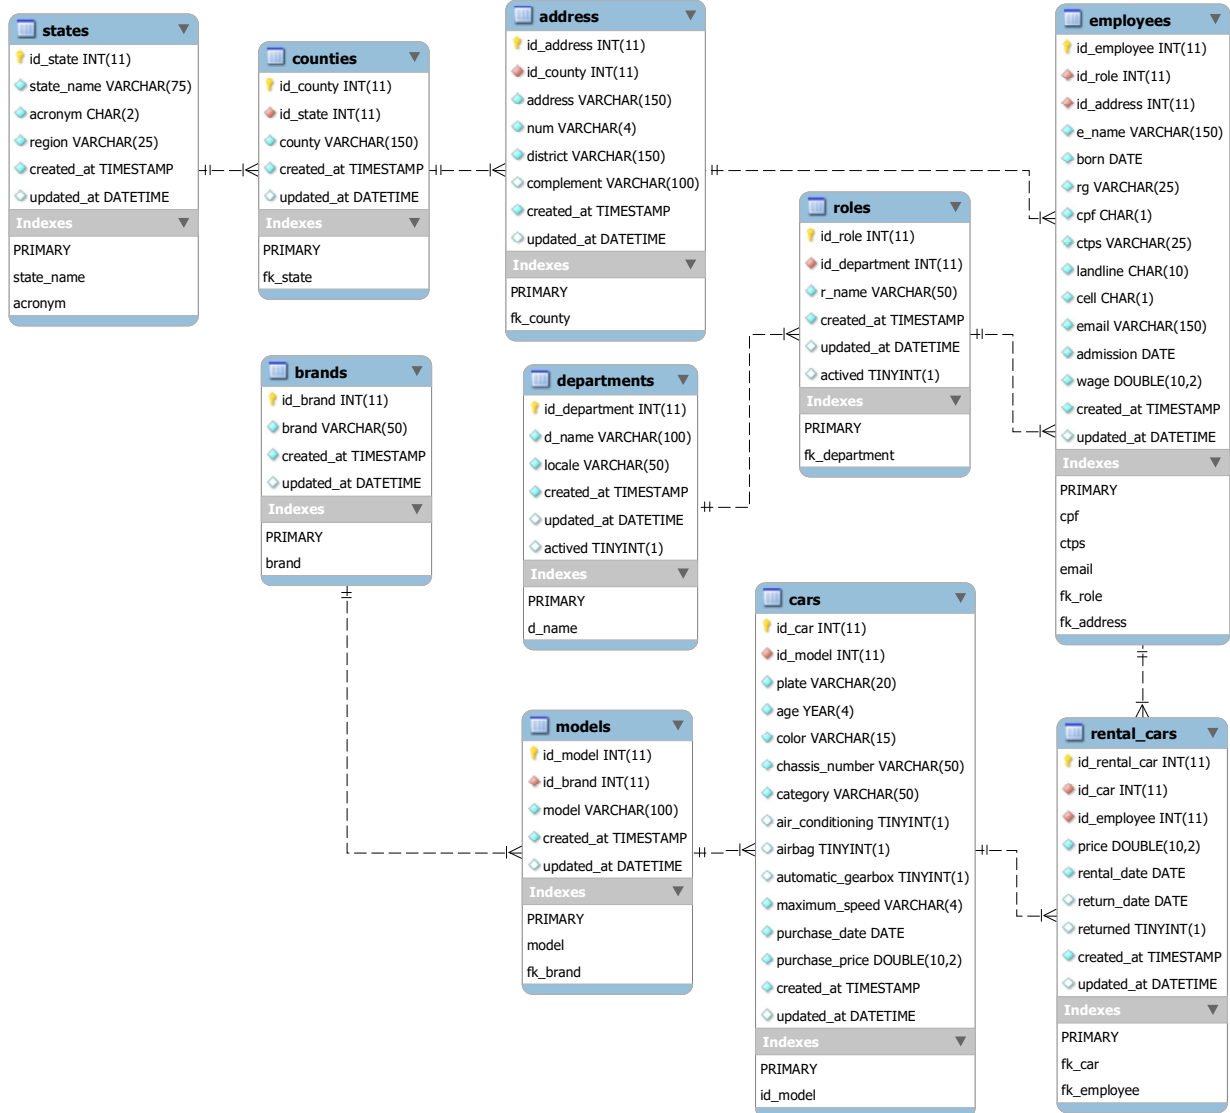 states
id_state INT(11)
state_name VARCHAR(75)
acronym CHAR(2)
region VARCHAR(25)
created_at TIMESTAMP
updated_at DATETIME
Indexes
PRIMARY
state_name
acronym
counties
id_county INT(11)
id_state INT(11)
county VARCHAR(150)
created_at TIMESTAMP
updated_at DATETIME
Indexes
PRIMARY
fk_state
address
id_address INT(11)
id_county INT(11)
address VARCHAR(150)
num VARCHAR(4)
district VARCHAR(150)
complement VARCHAR(100)
created_at TIMESTAMP
updated_at DATETIME
Indexes
PRIMARY
fk_county
employees
id_employee INT(11)
id_role INT(11)
id_address INT(11)
e_name VARCHAR(150)
born DATE
rg VARCHAR(25)
cpf CHAR(1)
ctps VARCHAR(25)
landline CHAR(10)
cell CHAR(1)
email VARCHAR(150)
admission DATE
wage DOUBLE(10,2)
created_at TIMESTAMP
updated_at DATETIME
Indexes
PRIMARY
cpf
ctps
email
fk_role
fk_address
roles
id_role INT(11)
id_department INT(11)
r_name VARCHAR(50)
created_at TIMESTAMP
updated_at DATETIME
actived TINYINT(1)
Indexes
PRIMARY
fk_department
brands
id_brand INT(11)
brand VARCHAR(50)
created_at TIMESTAMP
updated_at DATETIME
Indexes
PRIMARY
brand
departments
id_department INT(11)
d_name VARCHAR(100)
locale VARCHAR(50)
created_at TIMESTAMP
updated_at DATETIME
actived TINYINT(1)
Indexes
PRIMARY
d_name
models
id_model INT(11)
id_brand INT(11)
model VARCHAR(100)
created_at TIMESTAMP
updated_at DATETIME
Indexes
PRIMARY
model
fk_brand
cars
id_car INT(11)
id_model INT(11)
plate VARCHAR(20)
age YEAR(4)
color VARCHAR(15)
chassis_number VARCHAR(50)
category VARCHAR(50)
air_conditioning TINYINT(1)
airbag TINYINT(1)
automatic_gearbox TINYINT(1)
maximum_speed VARCHAR(4)
purchase_date DATE
purchase_price DOUBLE(10,2)
created_at TIMESTAMP
updated_at DATETIME
Indexes
PRIMARY
id_model
rental_cars
id_rental_car INT(11)
id_car INT(11)
id_employee INT(11)
price DOUBLE(10,2)
rental_date DATE
return_date DATE
returned TINYINT(1)
created_at TIMESTAMP
updated_at DATETIME
Indexes
PRIMARY
fk_car
fk_employee